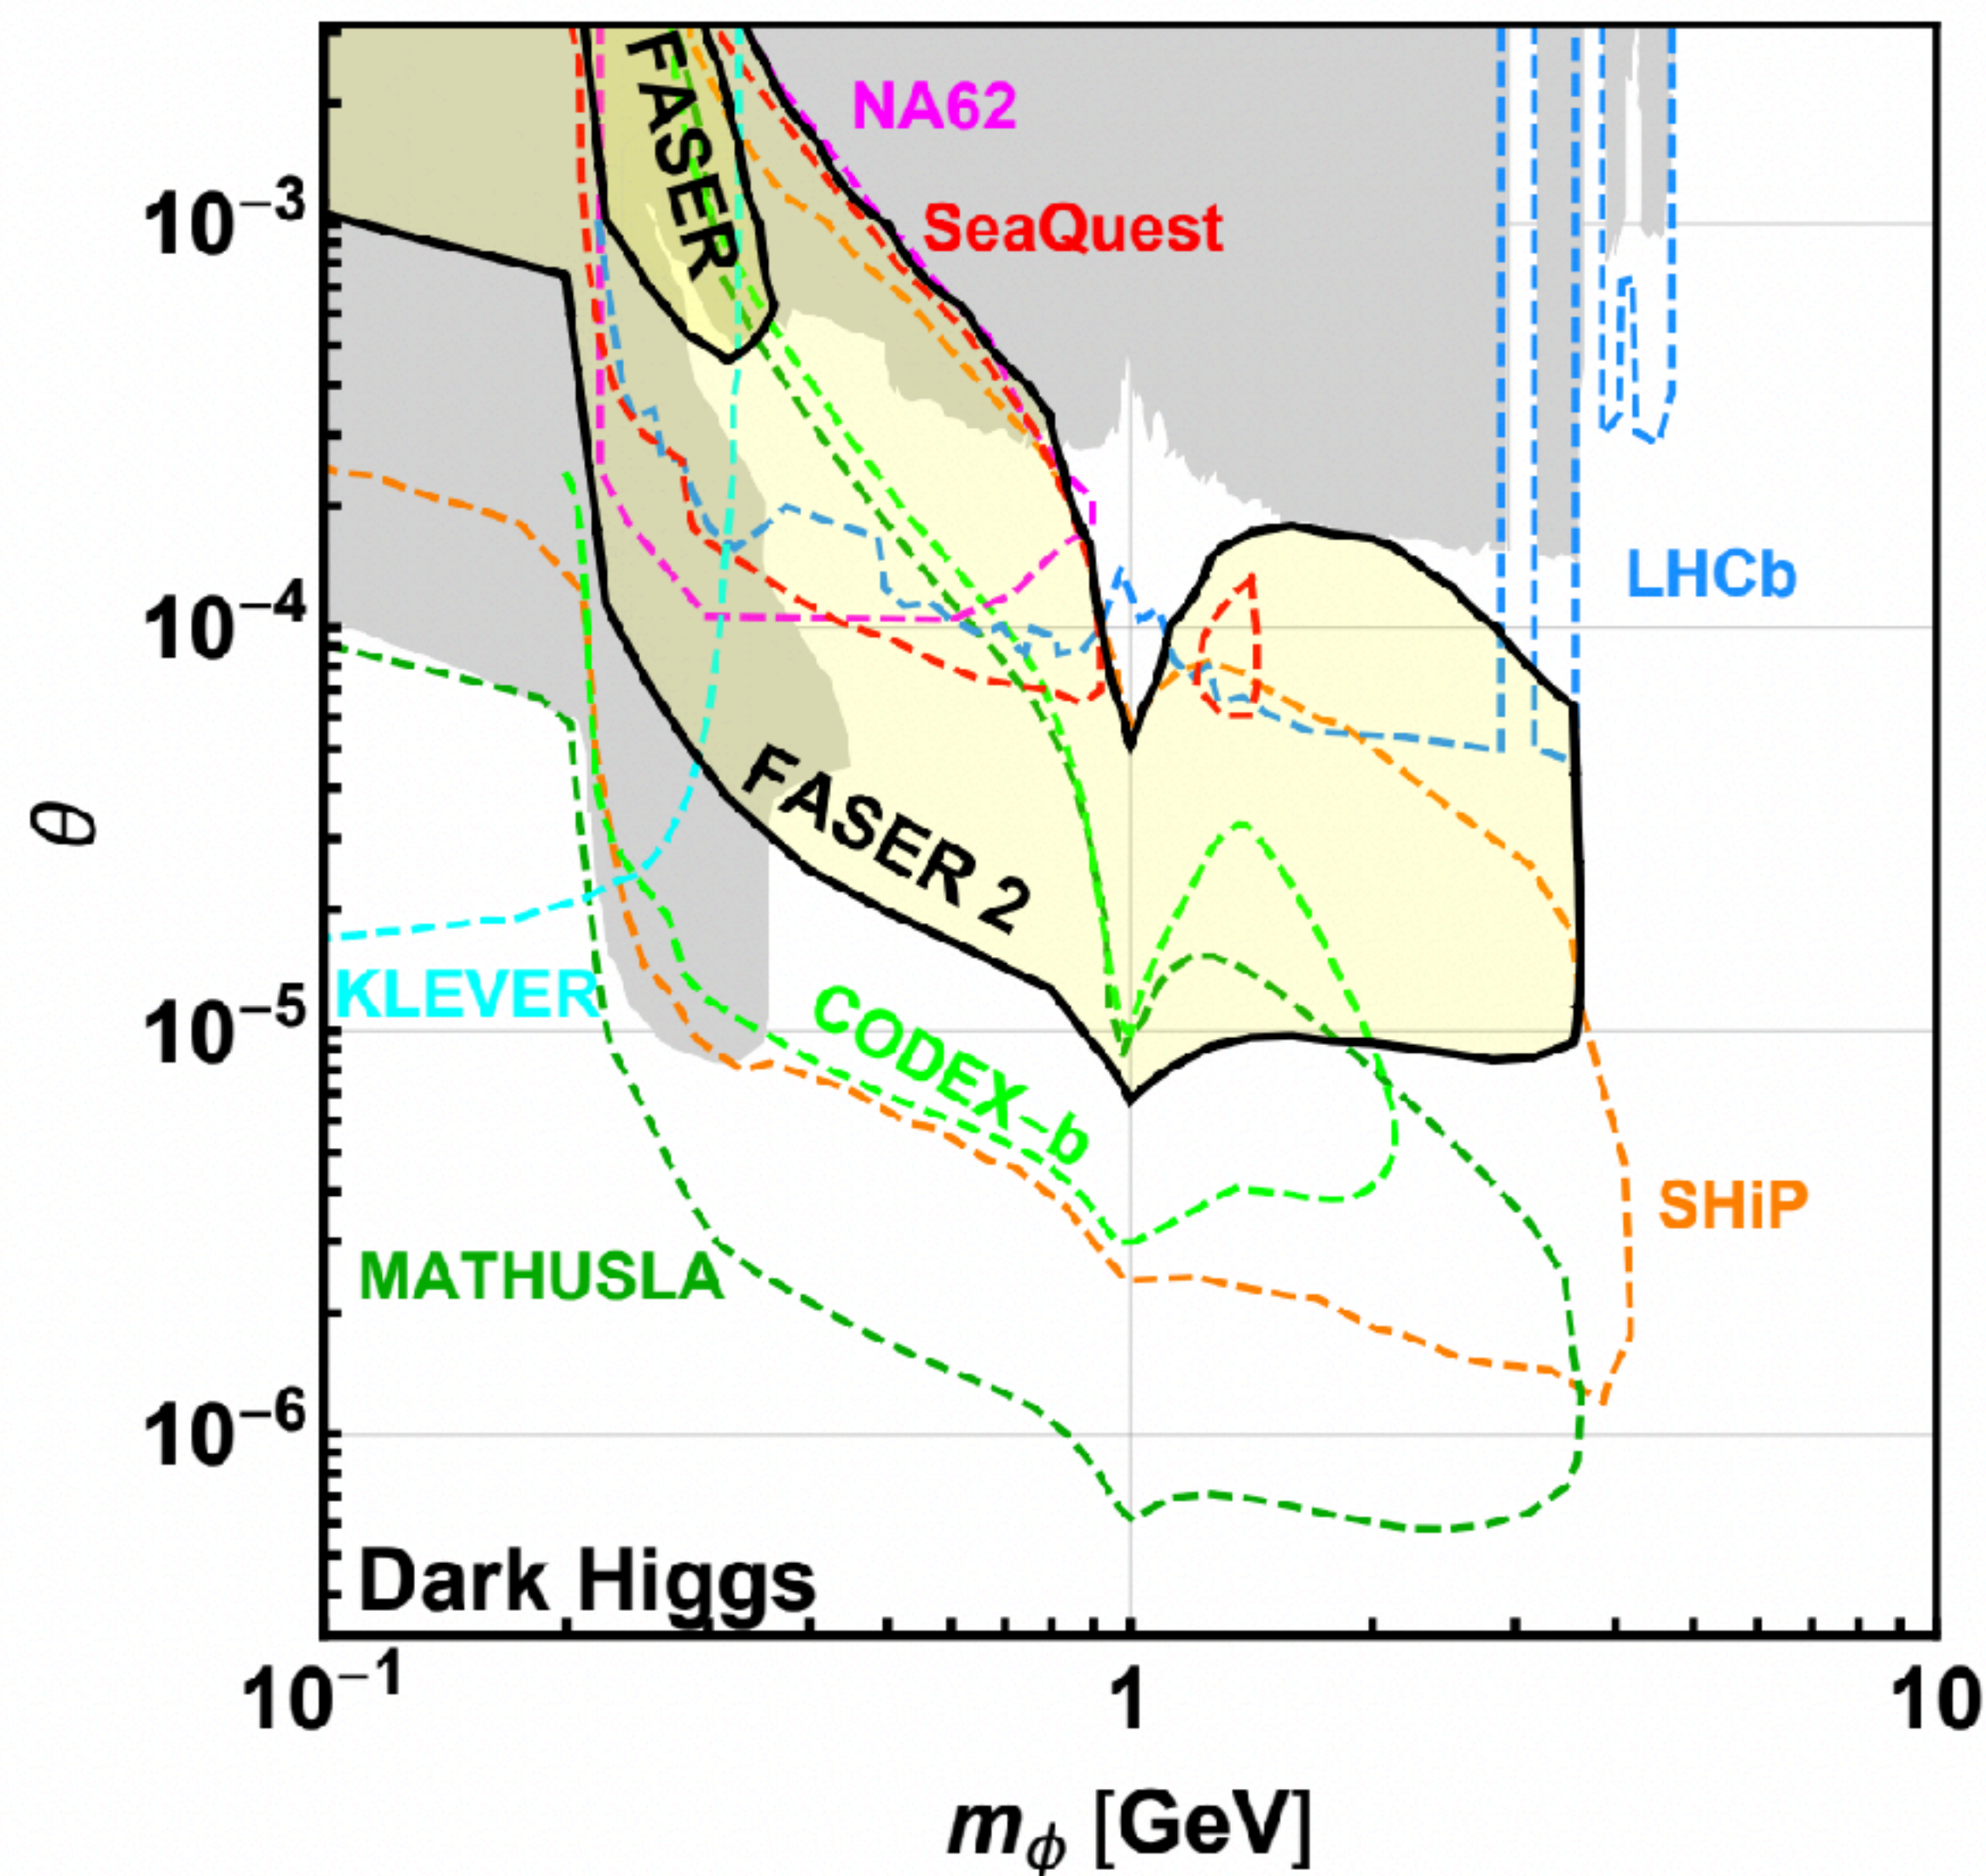 FASER
NA62
SeaQuest
10⁻³
LHCb
10⁻⁴
θ
FASER 2
KLEVER
10⁻⁵
CODEX-b
SHiP
MATHUSLA
10⁻⁶
Dark Higgs
10⁻¹ 1 10
m_ϕ [GeV]